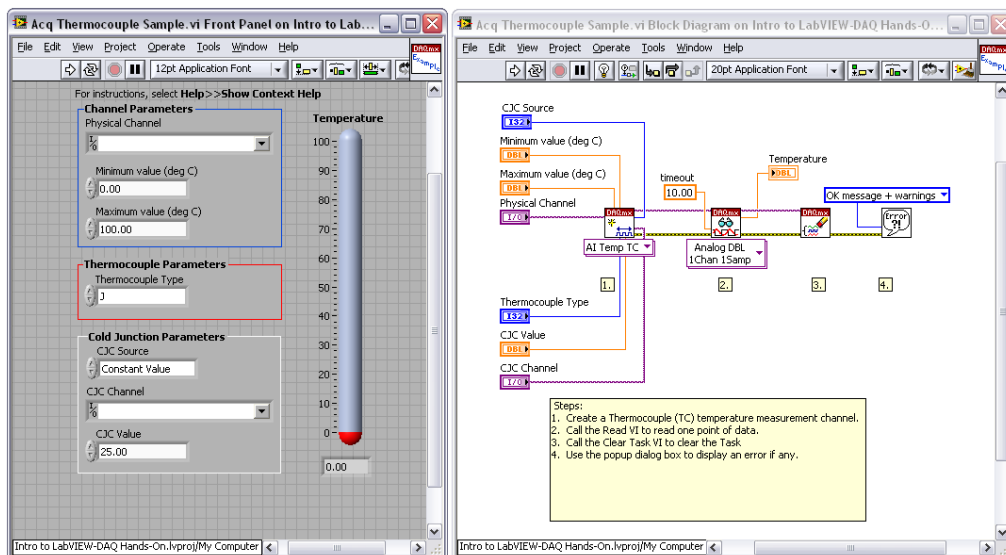 Acq Thermocouple Sample.vi Front Panel on Intro to Lab...
File Edit View Project Operate Tools Window Help
DAQmx
Example
12pt Application Font
For instructions, select Help>>Show Context Help
Channel Parameters
Physical Channel
I/O
Minimum value (deg C)
0.00
Maximum value (deg C)
100.00
Thermocouple Parameters
Thermocouple Type
J
Cold Junction Parameters
CJC Source
Constant Value
CJC Channel
I/O
CJC Value
25.00
Temperature
100
90
80
70
60
50
40
30
20
10
0
0.00
Intro to LabVIEW-DAQ Hands-On.lvproj/My Computer
Acq Thermocouple Sample.vi Block Diagram on Intro to LabVIEW-DAQ Hands-O...
File Edit View Project Operate Tools Window Help
DAQmx
Example
20pt Application Font
CJC Source
I32
Minimum value (deg C)
DBL
Maximum value (deg C)
DBL
Physical Channel
I/O
DAQmx
AI Temp TC
timeout
10.00
DAQmx
Analog DBL
1Chan 1Samp
Temperature
DBL
DAQmx
OK message + warnings
Error
?!
1.
2.
3.
4.
Thermocouple Type
I32
CJC Value
DBL
CJC Channel
I/O
Steps:
1. Create a Thermocouple (TC) temperature measurement channel.
2. Call the Read VI to read one point of data.
3. Call the Clear Task VI to clear the Task
4. Use the popup dialog box to display an error if any.
Intro to LabVIEW-DAQ Hands-On.lvproj/My Computer